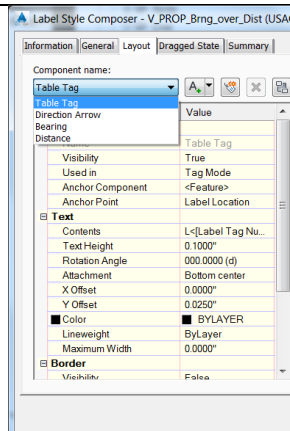 Label Style Composer - V_PROP_Brng_over_Dist (USAC
Information General Layout Dragged State Summary
Component name:
Table Tag
Table Tag
Direction Arrow
Bearing
Distance
Value
Name Table Tag
Visibility True
Used in Tag Mode
Anchor Component <Feature>
Anchor Point Label Location
Text
Contents L<[Label Tag Nu...
Text Height 0.1000"
Rotation Angle 000.0000 (d)
Attachment Bottom center
X Offset 0.0000"
Y Offset 0.0250"
Color BYLAYER
Lineweight ByLayer
Maximum Width 0.0000"
Border
Visibility False